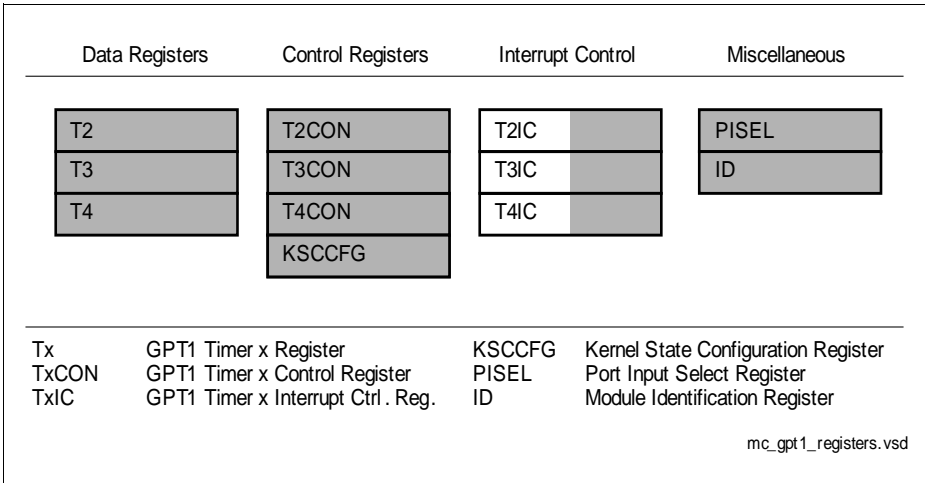 Data Registers Control Registers Interrupt Control Miscellaneous
T2 T2CON T2IC PISEL
T3 T3CON T3IC ID
T4 T4CON T4IC
KSCCFG
Tx GPT1 Timer x Register KSCCFG Kernel State Configuration Register
TxCON GPT1 Timer x Control Register PISEL Port Input Select Register
TxIC GPT1 Timer x Interrupt Ctrl. Reg. ID Module Identification Register
mc_gpt1_registers.vsd